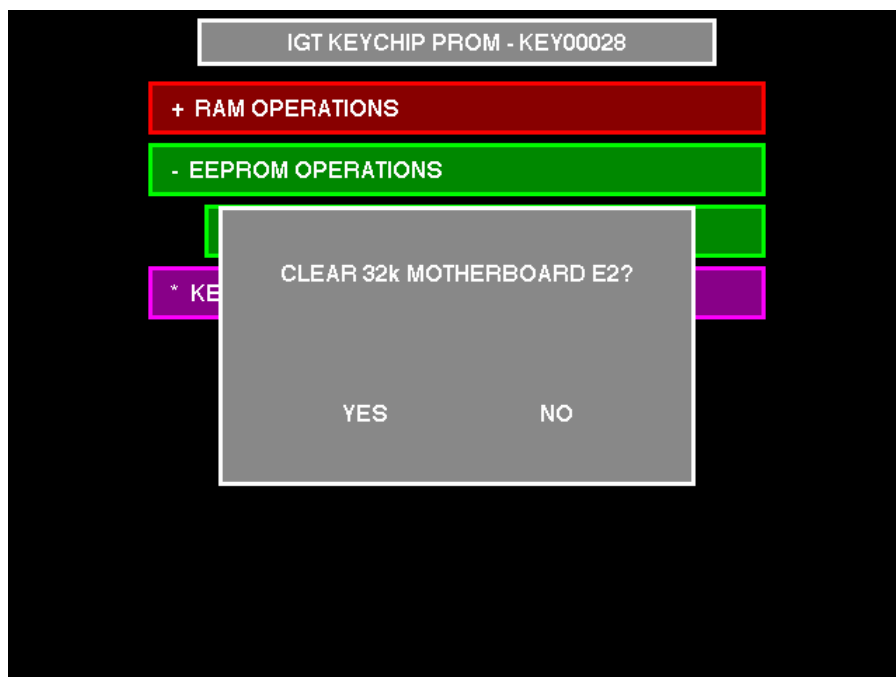 IGT KEYCHIP PROM - KEY00028
+ RAM OPERATIONS
- EEPROM OPERATIONS
CLEAR 32k MOTHERBOARD E2?
* KE
YES NO